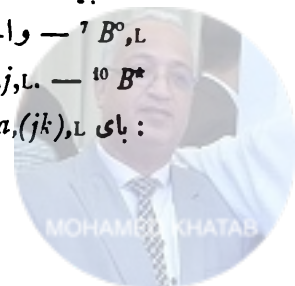 — ⁷ B°,L — وا
j,L. — ¹⁰ B*
a,(jk),L باى :
MOHAMED KHATAB